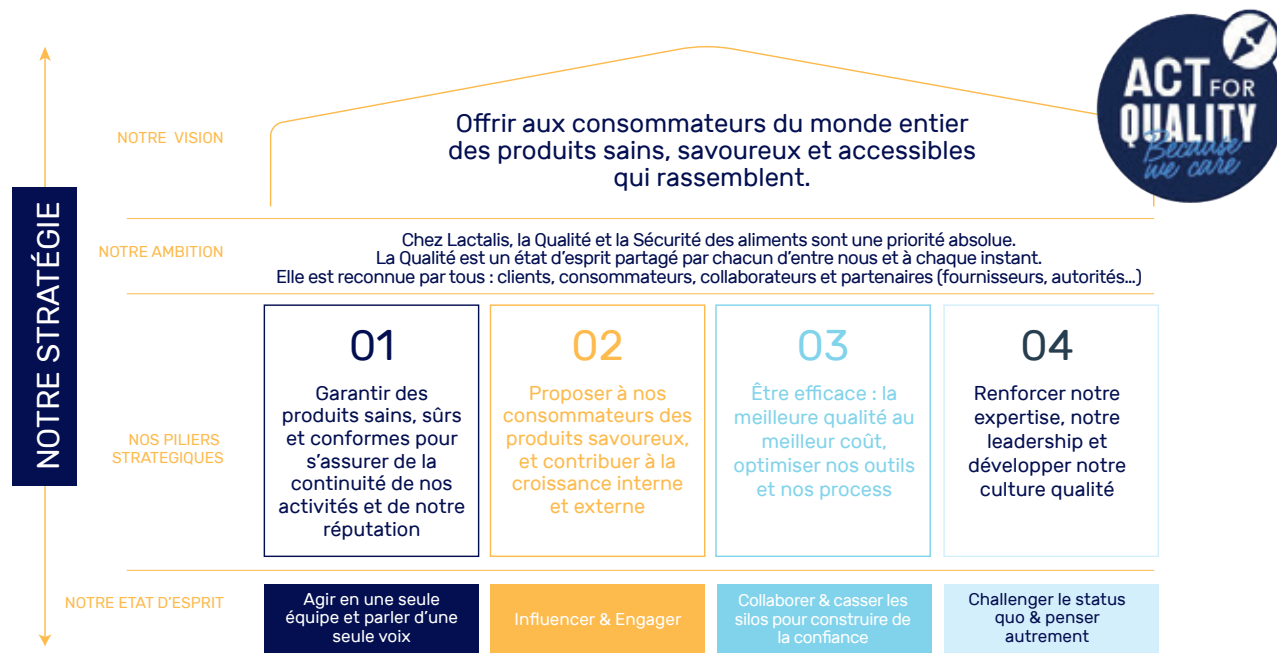 ACT FOR
QUALITY
Because
we care
NOTRE STRATÉGIE
NOTRE VISION
Offrir aux consommateurs du monde entier
des produits sains, savoureux et accessibles
qui rassemblent.
NOTRE AMBITION
Chez Lactalis, la Qualité et la Sécurité des aliments sont une priorité absolue.
La Qualité est un état d'esprit partagé par chacun d'entre nous et à chaque instant.
Elle est reconnue par tous : clients, consommateurs, collaborateurs et partenaires (fournisseurs, autorités...)
NOS PILIERS
STRATEGIQUES
01
Garantir des
produits sains, sûrs
et conformes pour
s'assurer de la
continuité de nos
activités et de notre
réputation
02
Proposer à nos
consommateurs des
produits savoureux,
et contribuer à la
croissance interne
et externe
03
Être efficace : la
meilleure qualité au
meilleur coût,
optimiser nos outils
et nos process
04
Renforcer notre
expertise, notre
leadership et
développer notre
culture qualité
NOTRE ETAT D'ESPRIT
Agir en une seule
équipe et parler d'une
seule voix
Influencer & Engager
Collaborer & casser les
silos pour construire de
la confiance
Challenger le status
quo & penser
autrement